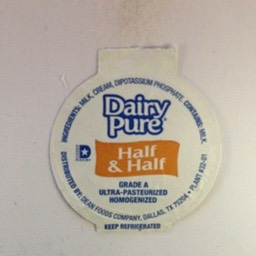 INGREDIENTS: MILK, CREAM, DIPOTASSIUM PHOSPHATE. CONTAINS: MILK.
Dairy
Pure
Half
& Half
GRADE A
ULTRA-PASTEURIZED
HOMOGENIZED
DISTRIBUTED BY: DEAN FOODS COMPANY, DALLAS, TX 75204 • PLANT #32-01
KEEP REFRIGERATED